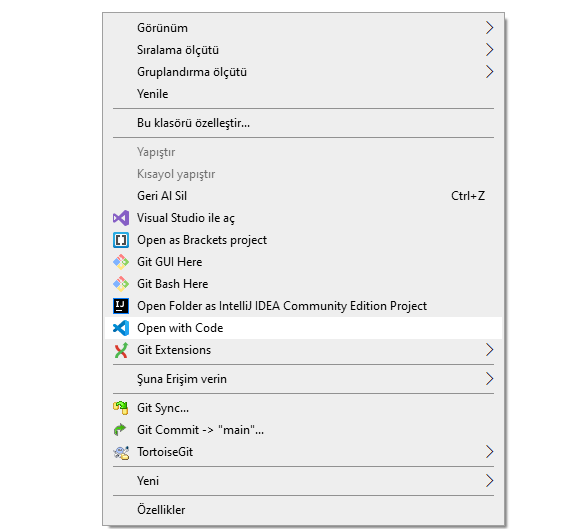 Görünüm
Sıralama ölçütü
Gruplandırma ölçütü
Yenile
Bu klasörü özelleştir...
Yapıştır
Kısayol yapıştır
Geri Al Sil Ctrl+Z
Visual Studio ile aç
Open as Brackets project
Git GUI Here
Git Bash Here
IJ Open Folder as IntelliJ IDEA Community Edition Project
Open with Code
Git Extensions
Şuna Erişim verin
Git Sync...
Git Commit -> "main"...
TortoiseGit
Yeni
Özellikler